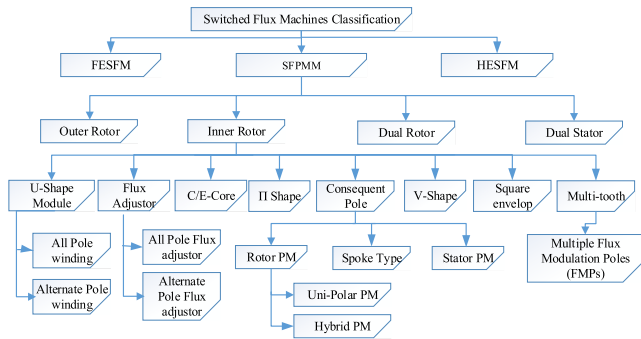 Switched Flux Machines Classification
FESFM
SFPMM
HESFM
Outer Rotor
Inner Rotor
Dual Rotor
Dual Stator
U-Shape
Module
Flux
Adjustor
C/E-Core
Π Shape
Consequent
Pole
V-Shape
Square
envelop
Multi-tooth
All Pole
winding
Alternate Pole
winding
All Pole Flux
adjustor
Alternate
Pole Flux
adjustor
Rotor PM
Spoke Type
Stator PM
Multiple Flux
Modulation Poles
(FMPs)
Uni-Polar PM
Hybrid PM